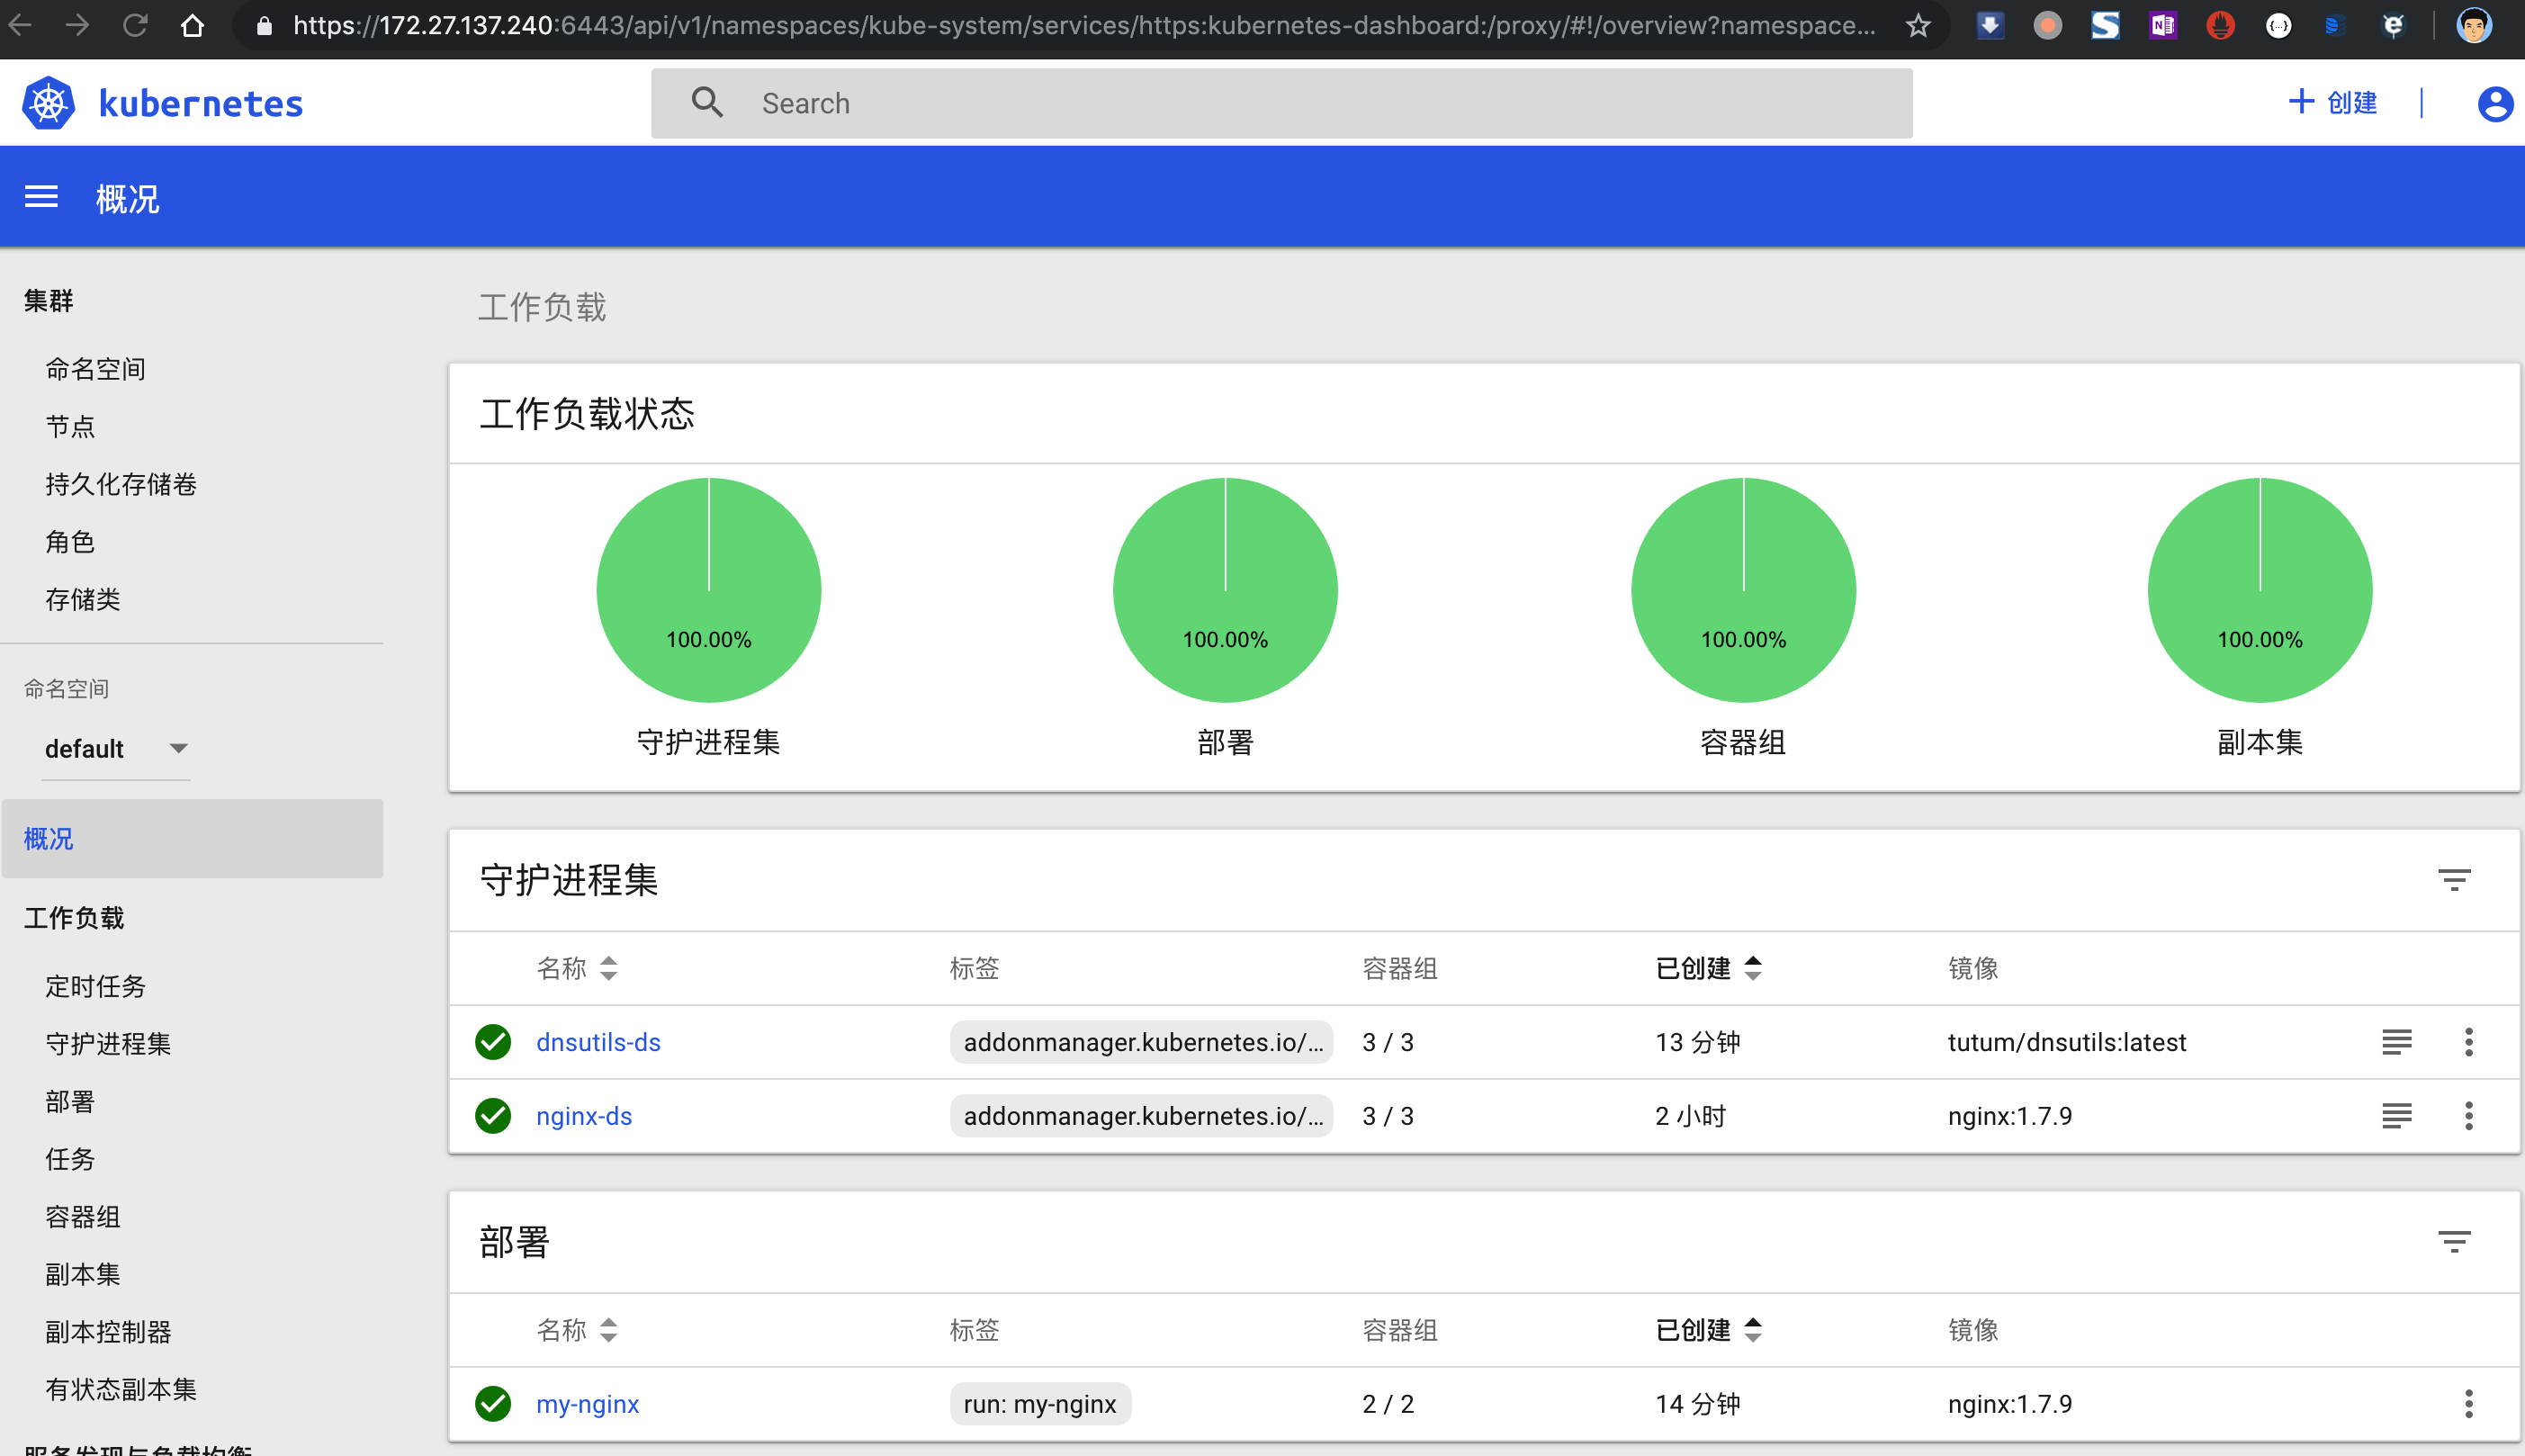 https://172.27.137.240:6443/api/v1/namespaces/kube-system/services/https:kubernetes-dashboard:/proxy/#!/overview?namespace...
kubernetes
Search
创建
概况
集群
命名空间
节点
持久化存储卷
角色
存储类
命名空间
default
概况
工作负载
定时任务
守护进程集
部署
任务
容器组
副本集
副本控制器
有状态副本集
服务发现与负载均衡
工作负载
工作负载状态
100.00%
100.00%
100.00%
100.00%
守护进程集
部署
容器组
副本集
守护进程集
名称 标签 容器组 已创建 镜像
dnsutils-ds addonmanager.kubernetes.io/... 3 / 3 13 分钟 tutum/dnsutils:latest
nginx-ds addonmanager.kubernetes.io/... 3 / 3 2 小时 nginx:1.7.9
部署
名称 标签 容器组 已创建 镜像
my-nginx run: my-nginx 2 / 2 14 分钟 nginx:1.7.9